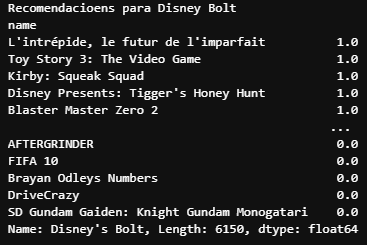 Recomendacioens para Disney Bolt
name
L'intrépide, le futur de l'imparfait 1.0
Toy Story 3: The Video Game 1.0
Kirby: Squeak Squad 1.0
Disney Presents: Tigger's Honey Hunt 1.0
Blaster Master Zero 2 1.0
...
AFTERGRINDER 0.0
FIFA 10 0.0
Brayan Odleys Numbers 0.0
DriveCrazy 0.0
SD Gundam Gaiden: Knight Gundam Monogatari 0.0
Name: Disney's Bolt, Length: 6150, dtype: float64